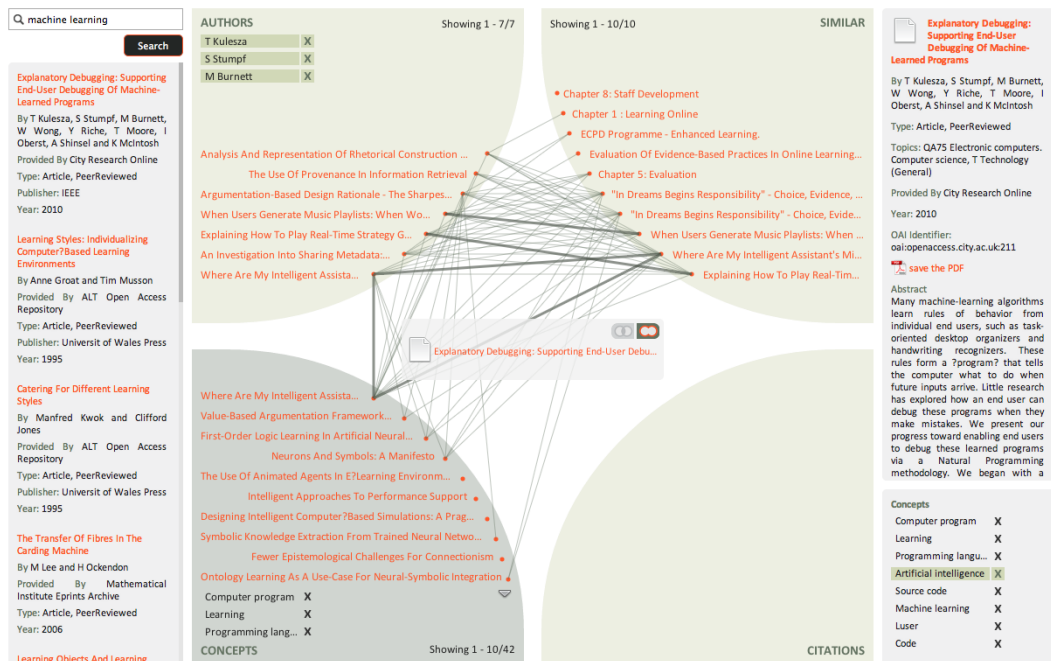 machine learning
Search
Explanatory Debugging: Supporting
End-User Debugging Of Machine-
Learned Programs
By T Kulesza, S Stumpf, M Burnett,
W Wong, Y Riche, T Moore, I
Oberst, A Shinsel and K McIntosh
Provided By City Research Online
Type: Article, PeerReviewed
Publisher: IEEE
Year: 2010
Learning Styles: Individualizing
Computer?Based Learning
Environments
By Anne Groat and Tim Musson
Provided By ALT Open Access
Repository
Type: Article, PeerReviewed
Publisher: Universit of Wales Press
Year: 1995
Catering For Different Learning
Styles
By Manfred Kwok and Clifford
Jones
Provided By ALT Open Access
Repository
Type: Article, PeerReviewed
Publisher: Universit of Wales Press
Year: 1995
The Transfer Of Fibres In The
Carding Machine
By M Lee and H Ockendon
Provided By Mathematical
Institute Eprints Archive
Type: Article, PeerReviewed
Year: 2006
Learning Objects And Learning
AUTHORS
Showing 1 - 7/7
T Kulesza X
S Stumpf X
M Burnett X
Analysis And Representation Of Rhetorical Construction ...
The Use Of Provenance In Information Retrieval
Argumentation-Based Design Rationale - The Sharpes...
When Users Generate Music Playlists: When Wo...
Explaining How To Play Real-Time Strategy G...
An Investigation Into Sharing Metadata:...
Where Are My Intelligent Assista...
Showing 1 - 10/10
SIMILAR
Chapter 8: Staff Development
Chapter 1 : Learning Online
ECPD Programme - Enhanced Learning.
Evaluation Of Evidence-Based Practices In Online Learning...
Chapter 5: Evaluation
"In Dreams Begins Responsibility" - Choice, Evidence, ...
"In Dreams Begins Responsibility" - Choice, Evide...
When Users Generate Music Playlists: When ...
Where Are My Intelligent Assistant's Mi...
Explaining How To Play Real-Tim...
Explanatory Debugging: Supporting End-User Debu...
Where Are My Intelligent Assista...
Value-Based Argumentation Framework...
First-Order Logic Learning In Artificial Neural...
Neurons And Symbols: A Manifesto
The Use Of Animated Agents In E?Learning Environm...
Intelligent Approaches To Performance Support
Designing Intelligent Computer?Based Simulations: A Prag...
Symbolic Knowledge Extraction From Trained Neural Netwo...
Fewer Epistemological Challenges For Connectionism
Ontology Learning As A Use-Case For Neural-Symbolic Integration
Computer program X
Learning X
Programming lang... X
CONCEPTS
Showing 1 - 10/42
CITATIONS
Explanatory Debugging:
Supporting End-User
Debugging Of Machine-
Learned Programs
By T Kulesza, S Stumpf, M Burnett,
W Wong, Y Riche, T Moore, I
Oberst, A Shinsel and K McIntosh
Type: Article, PeerReviewed
Topics: QA75 Electronic computers.
Computer science, T Technology
(General)
Provided By City Research Online
Year: 2010
OAI Identifier:
oai:openaccess.city.ac.uk:211
save the PDF
Abstract
Many machine-learning algorithms
learn rules of behavior from
individual end users, such as task-
oriented desktop organizers and
handwriting recognizers. These
rules form a ?program? that tells
the computer what to do when
future inputs arrive. Little research
has explored how an end user can
debug these programs when they
make mistakes. We present our
progress toward enabling end users
to debug these learned programs
via a Natural Programming
methodology. We began with a
Concepts
Computer program X
Learning X
Programming langu... X
Artificial intelligence X
Source code X
Machine learning X
Luser X
Code X